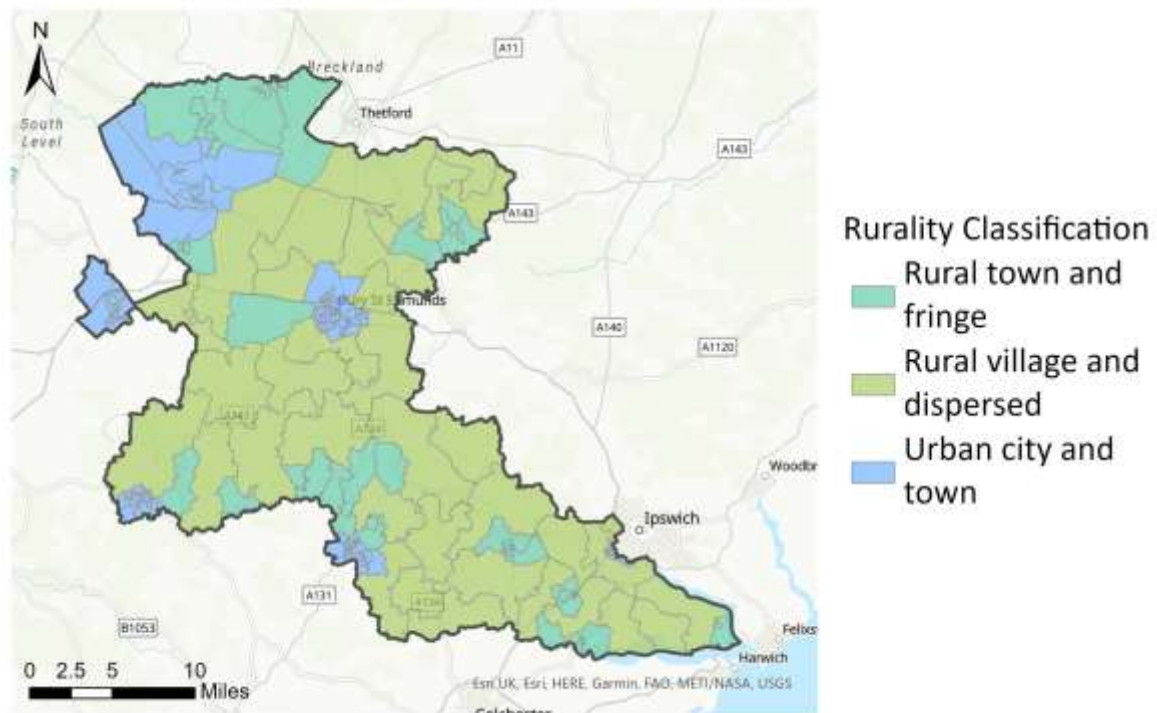 N
Breckland
A11
Thetford
South
Level
A143
A143
Bury St Edmunds
A140
A1120
Woodbr
Ipswich
A131
B1053
Felixs
Harwich
0 2.5 5 10
Miles
Esri UK, Esri, HERE, Garmin, FAO, METI/NASA, USGS
Colchester
Rurality Classification
Rural town and
fringe
Rural village and
dispersed
Urban city and
town